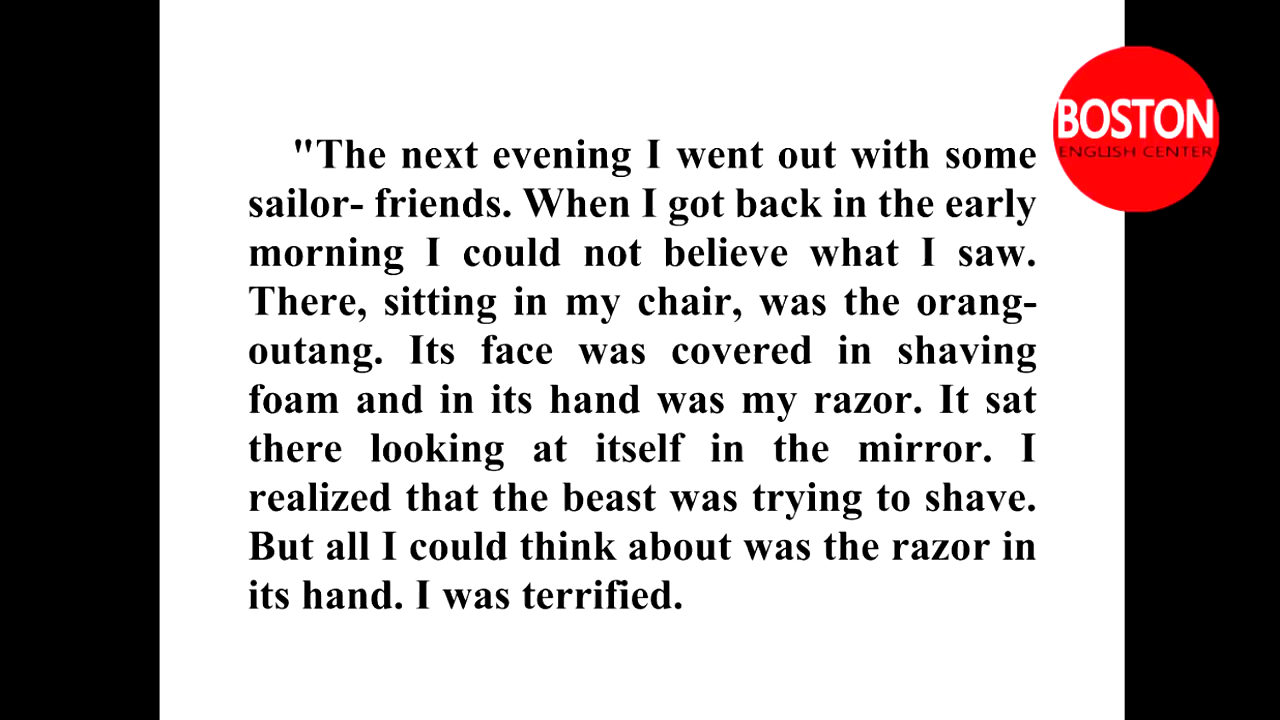 "The next evening I went out with some
sailor- friends. When I got back in the early
morning I could not believe what I saw.
There, sitting in my chair, was the orang-
outang. Its face was covered in shaving
foam and in its hand was my razor. It sat
there looking at itself in the mirror. I
realized that the beast was trying to shave.
But all I could think about was the razor in
its hand. I was terrified.
BOSTON
ENGLISH CENTER